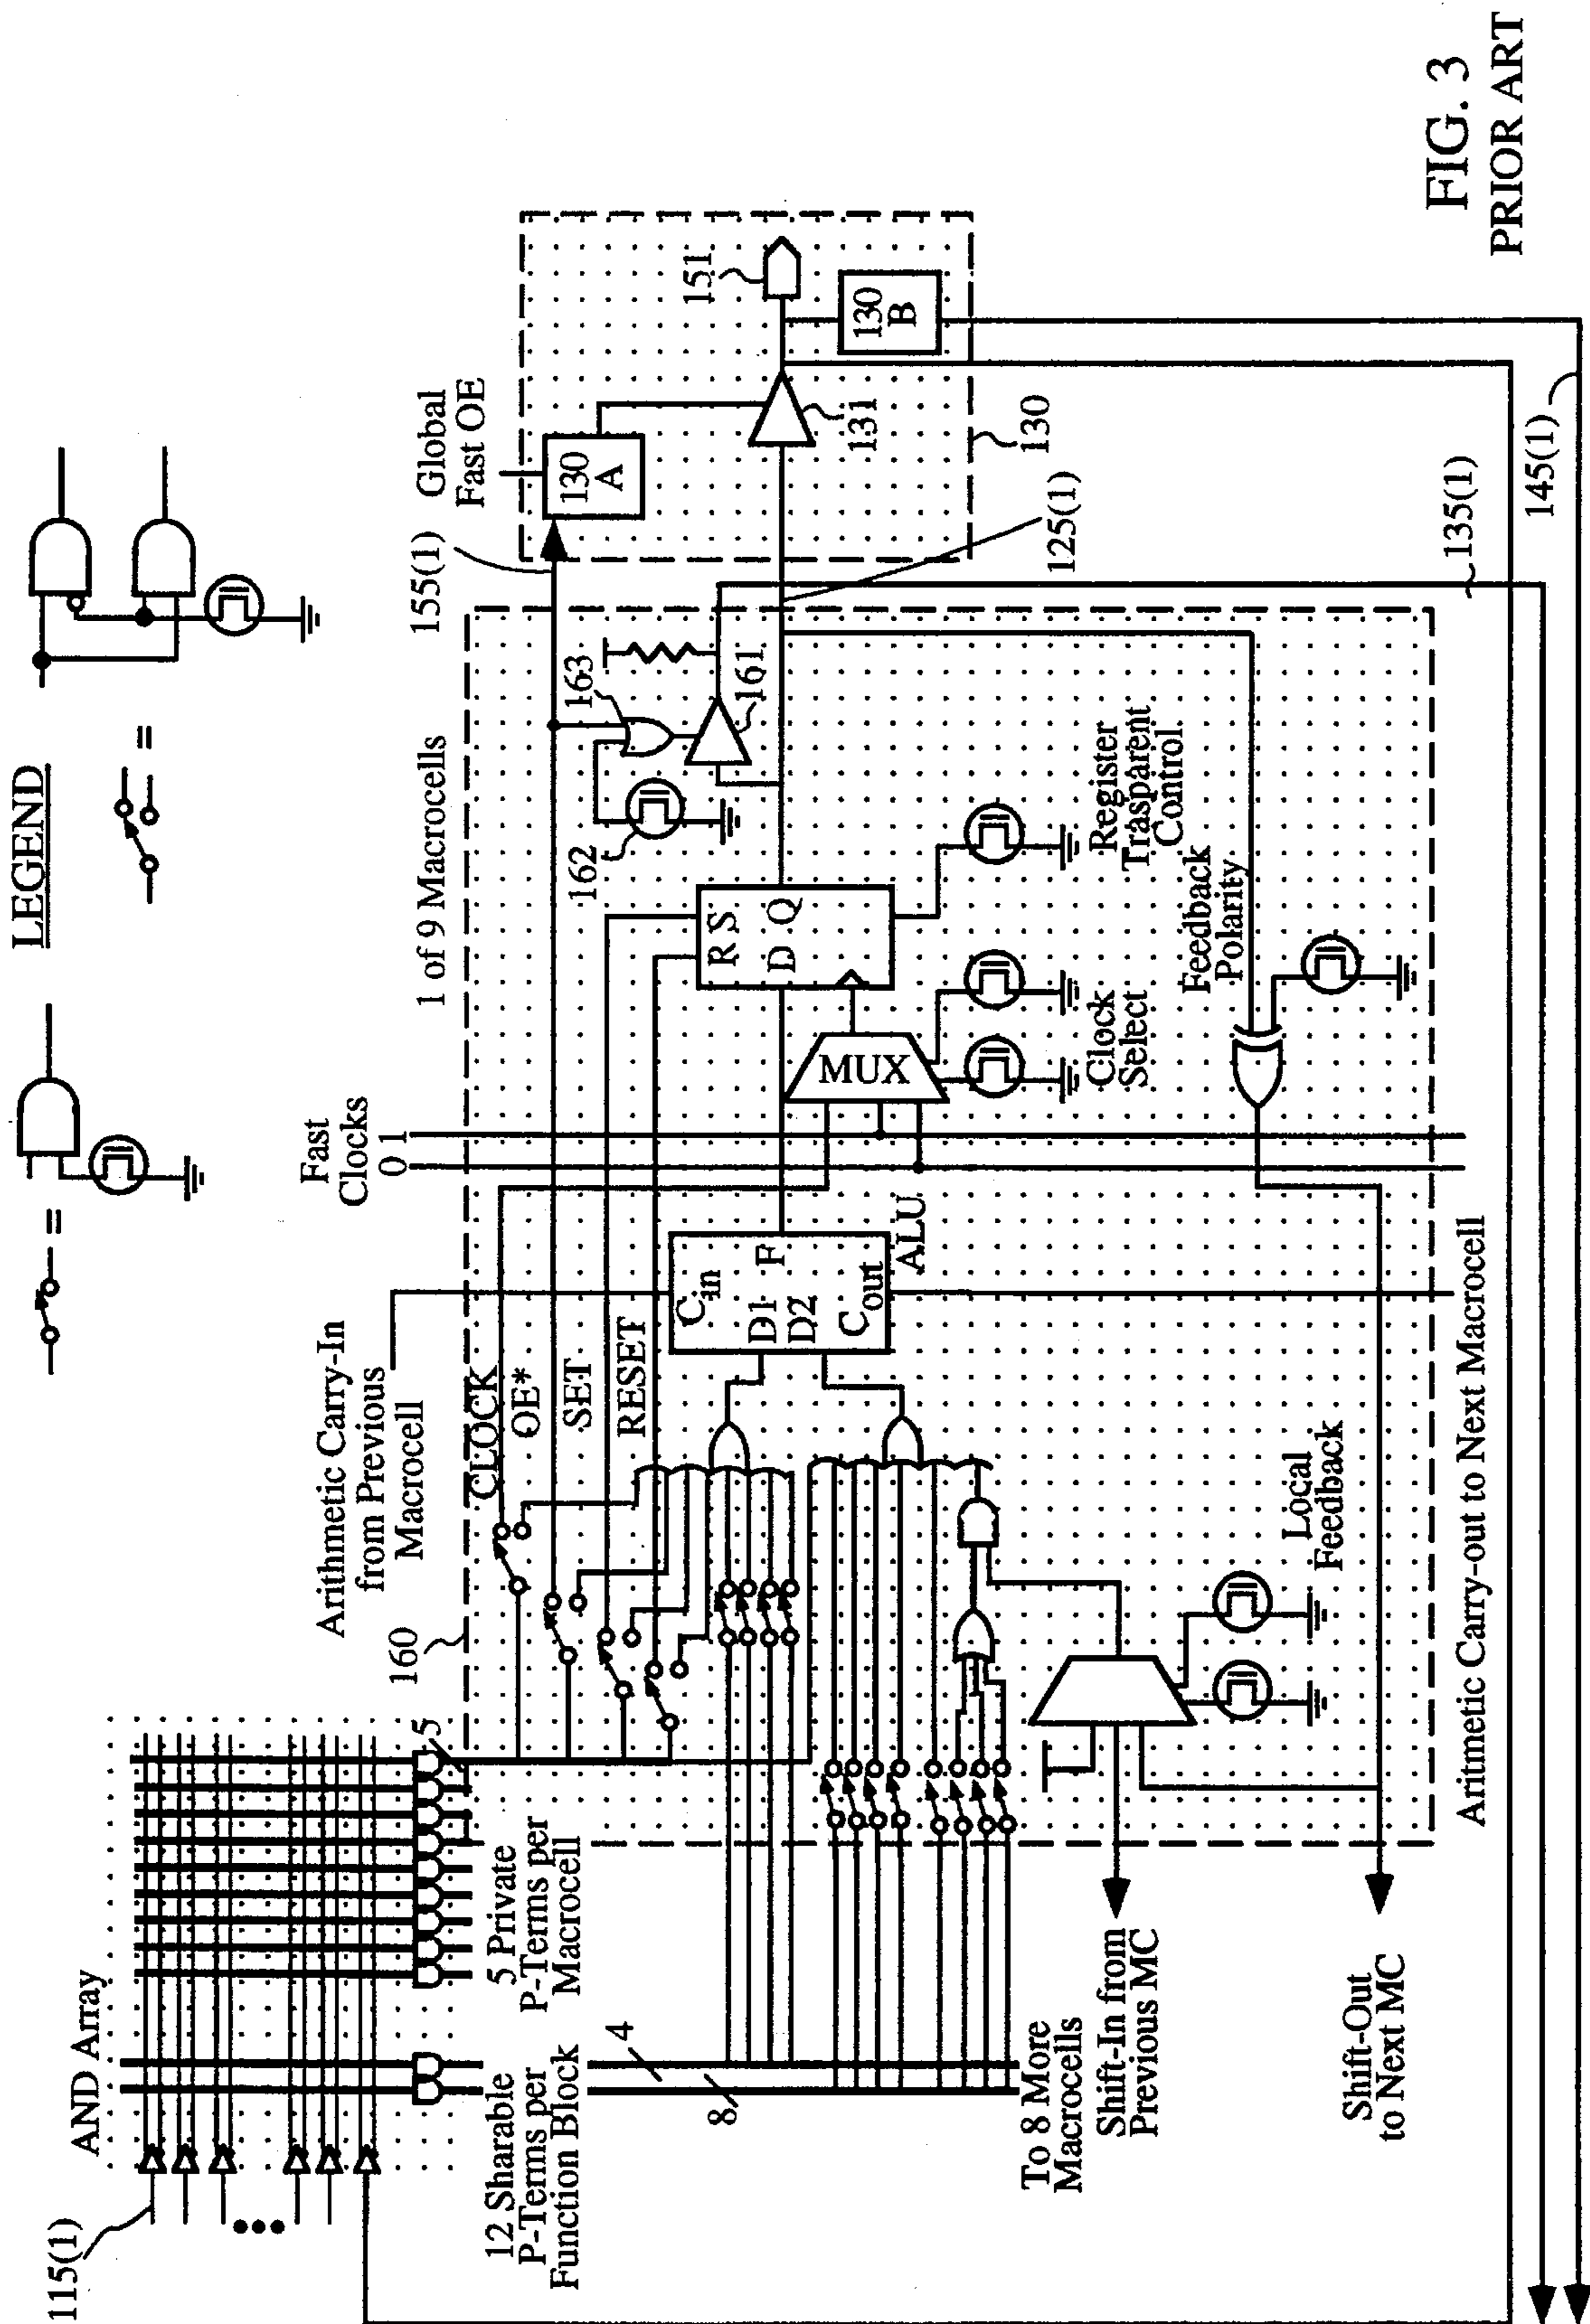 LEGEND
=
=
115(1)
AND Array
12 Sharable
P-Terms per
Function Block
5 Private
P-Terms per
Macrocell
5
4
8
To 8 More
Macrocells
Shift-In from
Previous MC
Shift-Out
to Next MC
160
Arithmetic Carry-In
from Previous
Macrocell
CLOCK
OE*
SET
RESET
Local
Feedback
C in
D1 F
D2
C out
ALU
Fast
Clocks
0 1
1 of 9 Macrocells
MUX
Clock
Select
R S
D Q
Register
Trasparent
Control
Feedback
Polarity
162
163
161
155(1)
Global
Fast OE
130
A
131
130
B
151
130
125(1)
135(1)
145(1)
Aritmetic Carry-out to Next Macrocell
FIG. 3
PRIOR ART